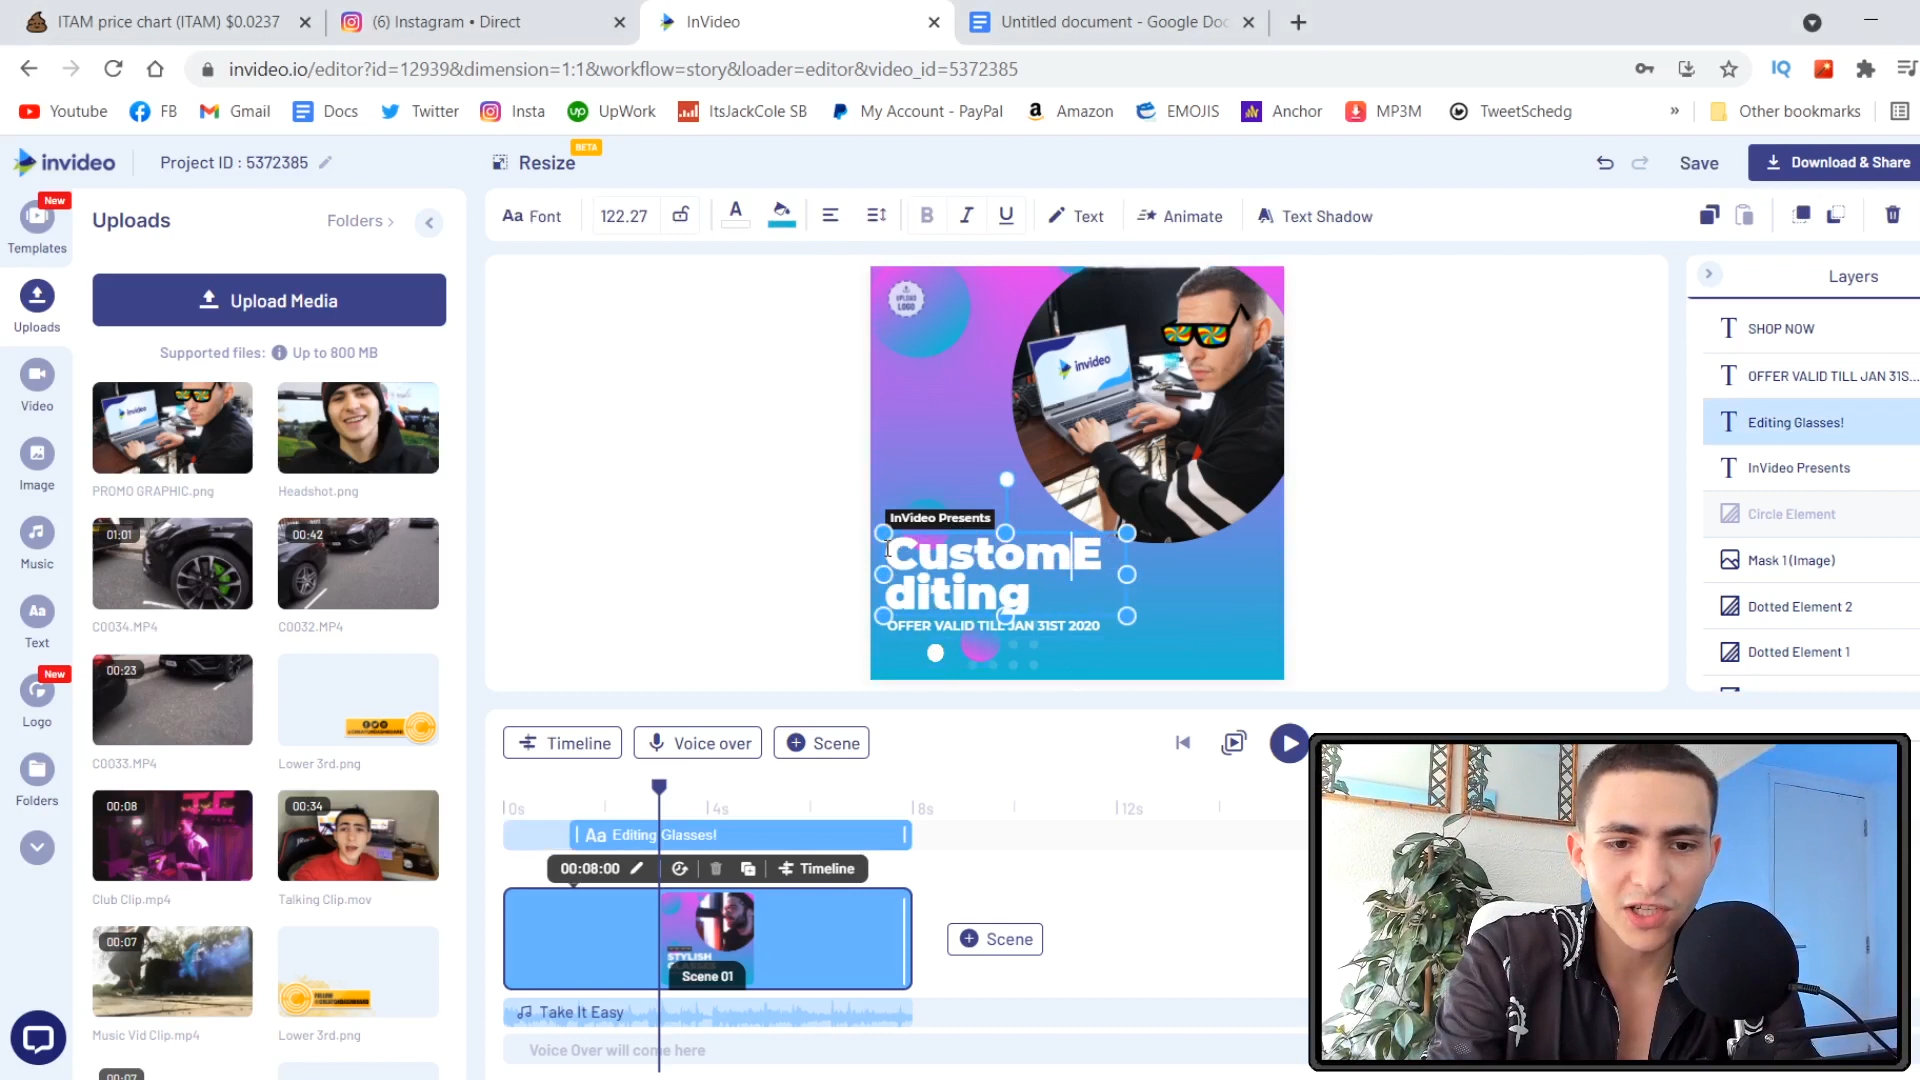 ITAM price chart (ITAM) $0.0237
(6) Instagram • Direct
InVideo
Untitled document - Google Doc
invideo.io/editor?id=12939&dimension=1:1&workflow=story&loader=editor&video_id=5372385
Youtube
FB
Gmail
Docs
Twitter
Insta
UpWork
ItsJackCole SB
My Account - PayPal
Amazon
EMOJIS
Anchor
MP3M
TweetSchedg
Other bookmarks
invideo
Project ID : 5372385
Resize
BETA
Save
Download & Share
New
Templates
Uploads
Video
Image
Music
Text
New
Logo
Folders
Uploads
Folders
Upload Media
Supported files: Up to 800 MB
PROMO GRAPHIC.png
Headshot.png
01:01
C0034.MP4
00:42
C0032.MP4
00:23
C0033.MP4
Lower 3rd.png
00:08
Club Clip.mp4
00:34
Talking Clip.mov
00:07
Music Vid Clip.mp4
Lower 3rd.png
Aa Font
122.27
A
B
I
U
Text
Animate
Text Shadow
UPLOAD
LOGO
invideo
InVideo Presents
CustomE
diting
OFFER VALID TILL JAN 31ST 2020
Layers
SHOP NOW
OFFER VALID TILL JAN 31S...
Editing Glasses!
InVideo Presents
Circle Element
Mask 1 (Image)
Dotted Element 2
Dotted Element 1
Timeline
Voice over
Scene
0s
4s
8s
12s
Aa Editing Glasses!
00:08:00
Timeline
STYLISH
Scene 01
Scene
Take It Easy
Voice Over will come here